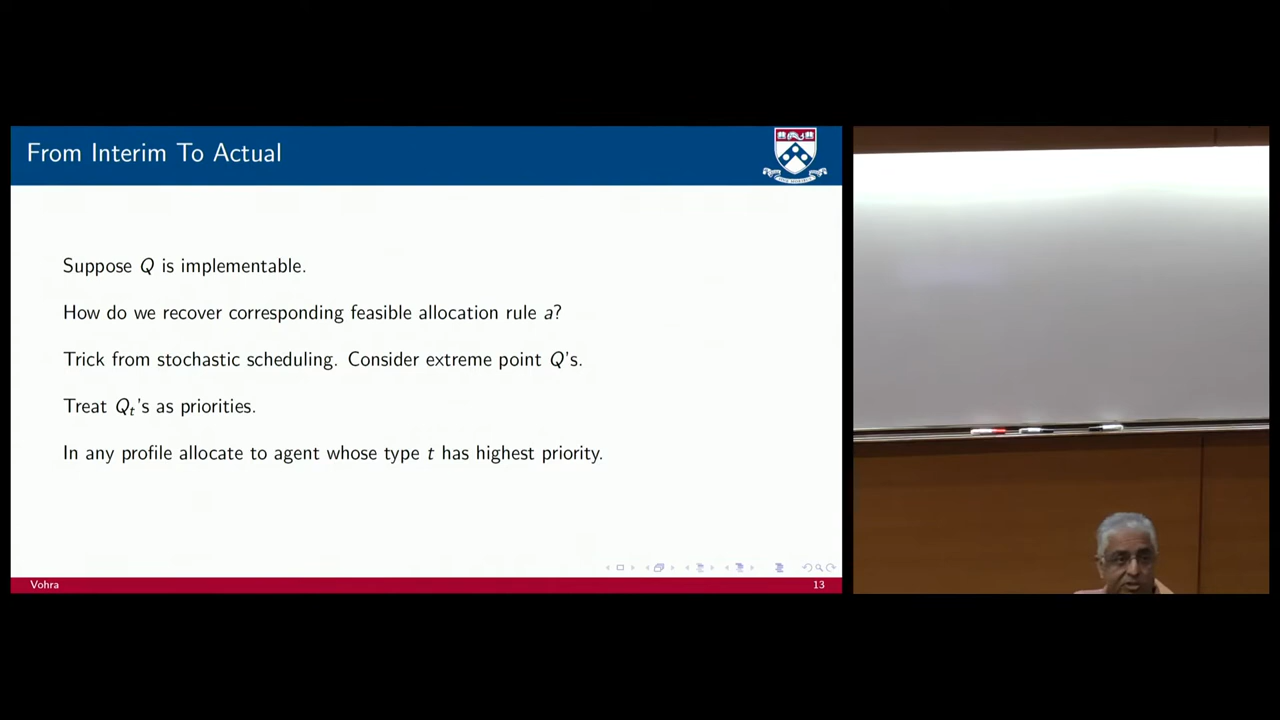 From Interim To Actual
Suppose Q is implementable.
How do we recover corresponding feasible allocation rule a?
Trick from stochastic scheduling. Consider extreme point Q's.
Treat Qₜ's as priorities.
In any profile allocate to agent whose type t has highest priority.
Vohra
13